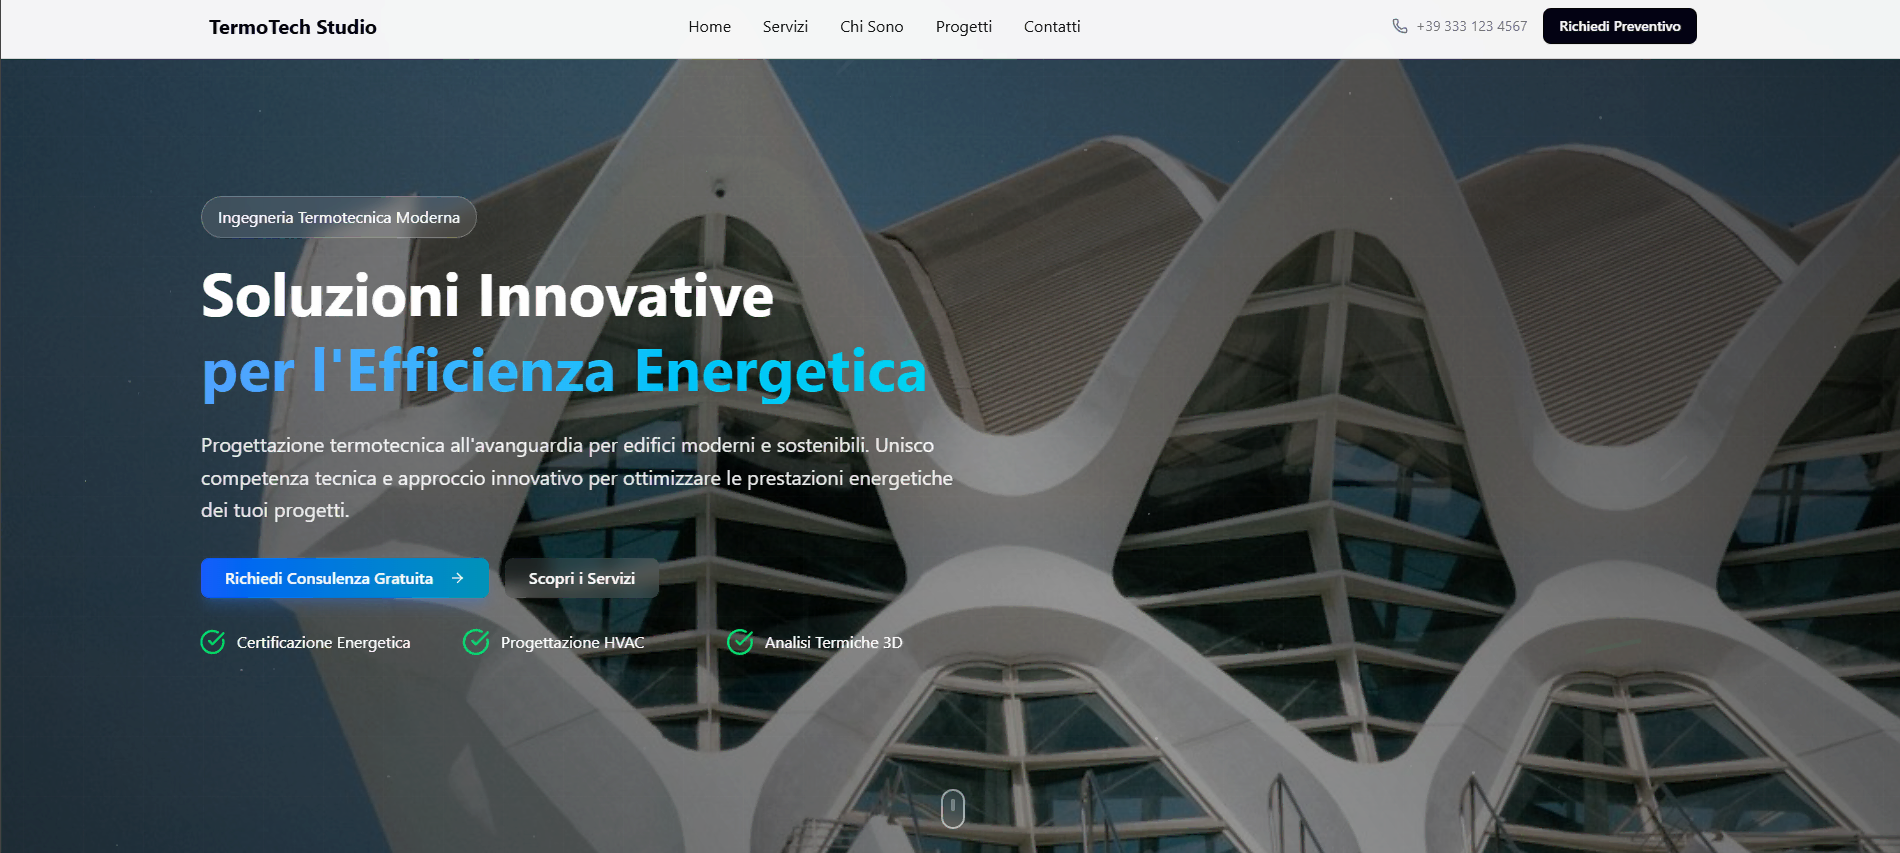 TermoTech Studio
Home
Servizi
Chi Sono
Progetti
Contatti
+39 333 123 4567
Richiedi Preventivo
Ingegneria Termotecnica Moderna
Soluzioni Innovative
per l'Efficienza Energetica
Progettazione termotecnica all'avanguardia per edifici moderni e sostenibili. Unisco
competenza tecnica e approccio innovativo per ottimizzare le prestazioni energetiche
dei tuoi progetti.
Richiedi Consulenza Gratuita
Scopri i Servizi
Certificazione Energetica
Progettazione HVAC
Analisi Termiche 3D